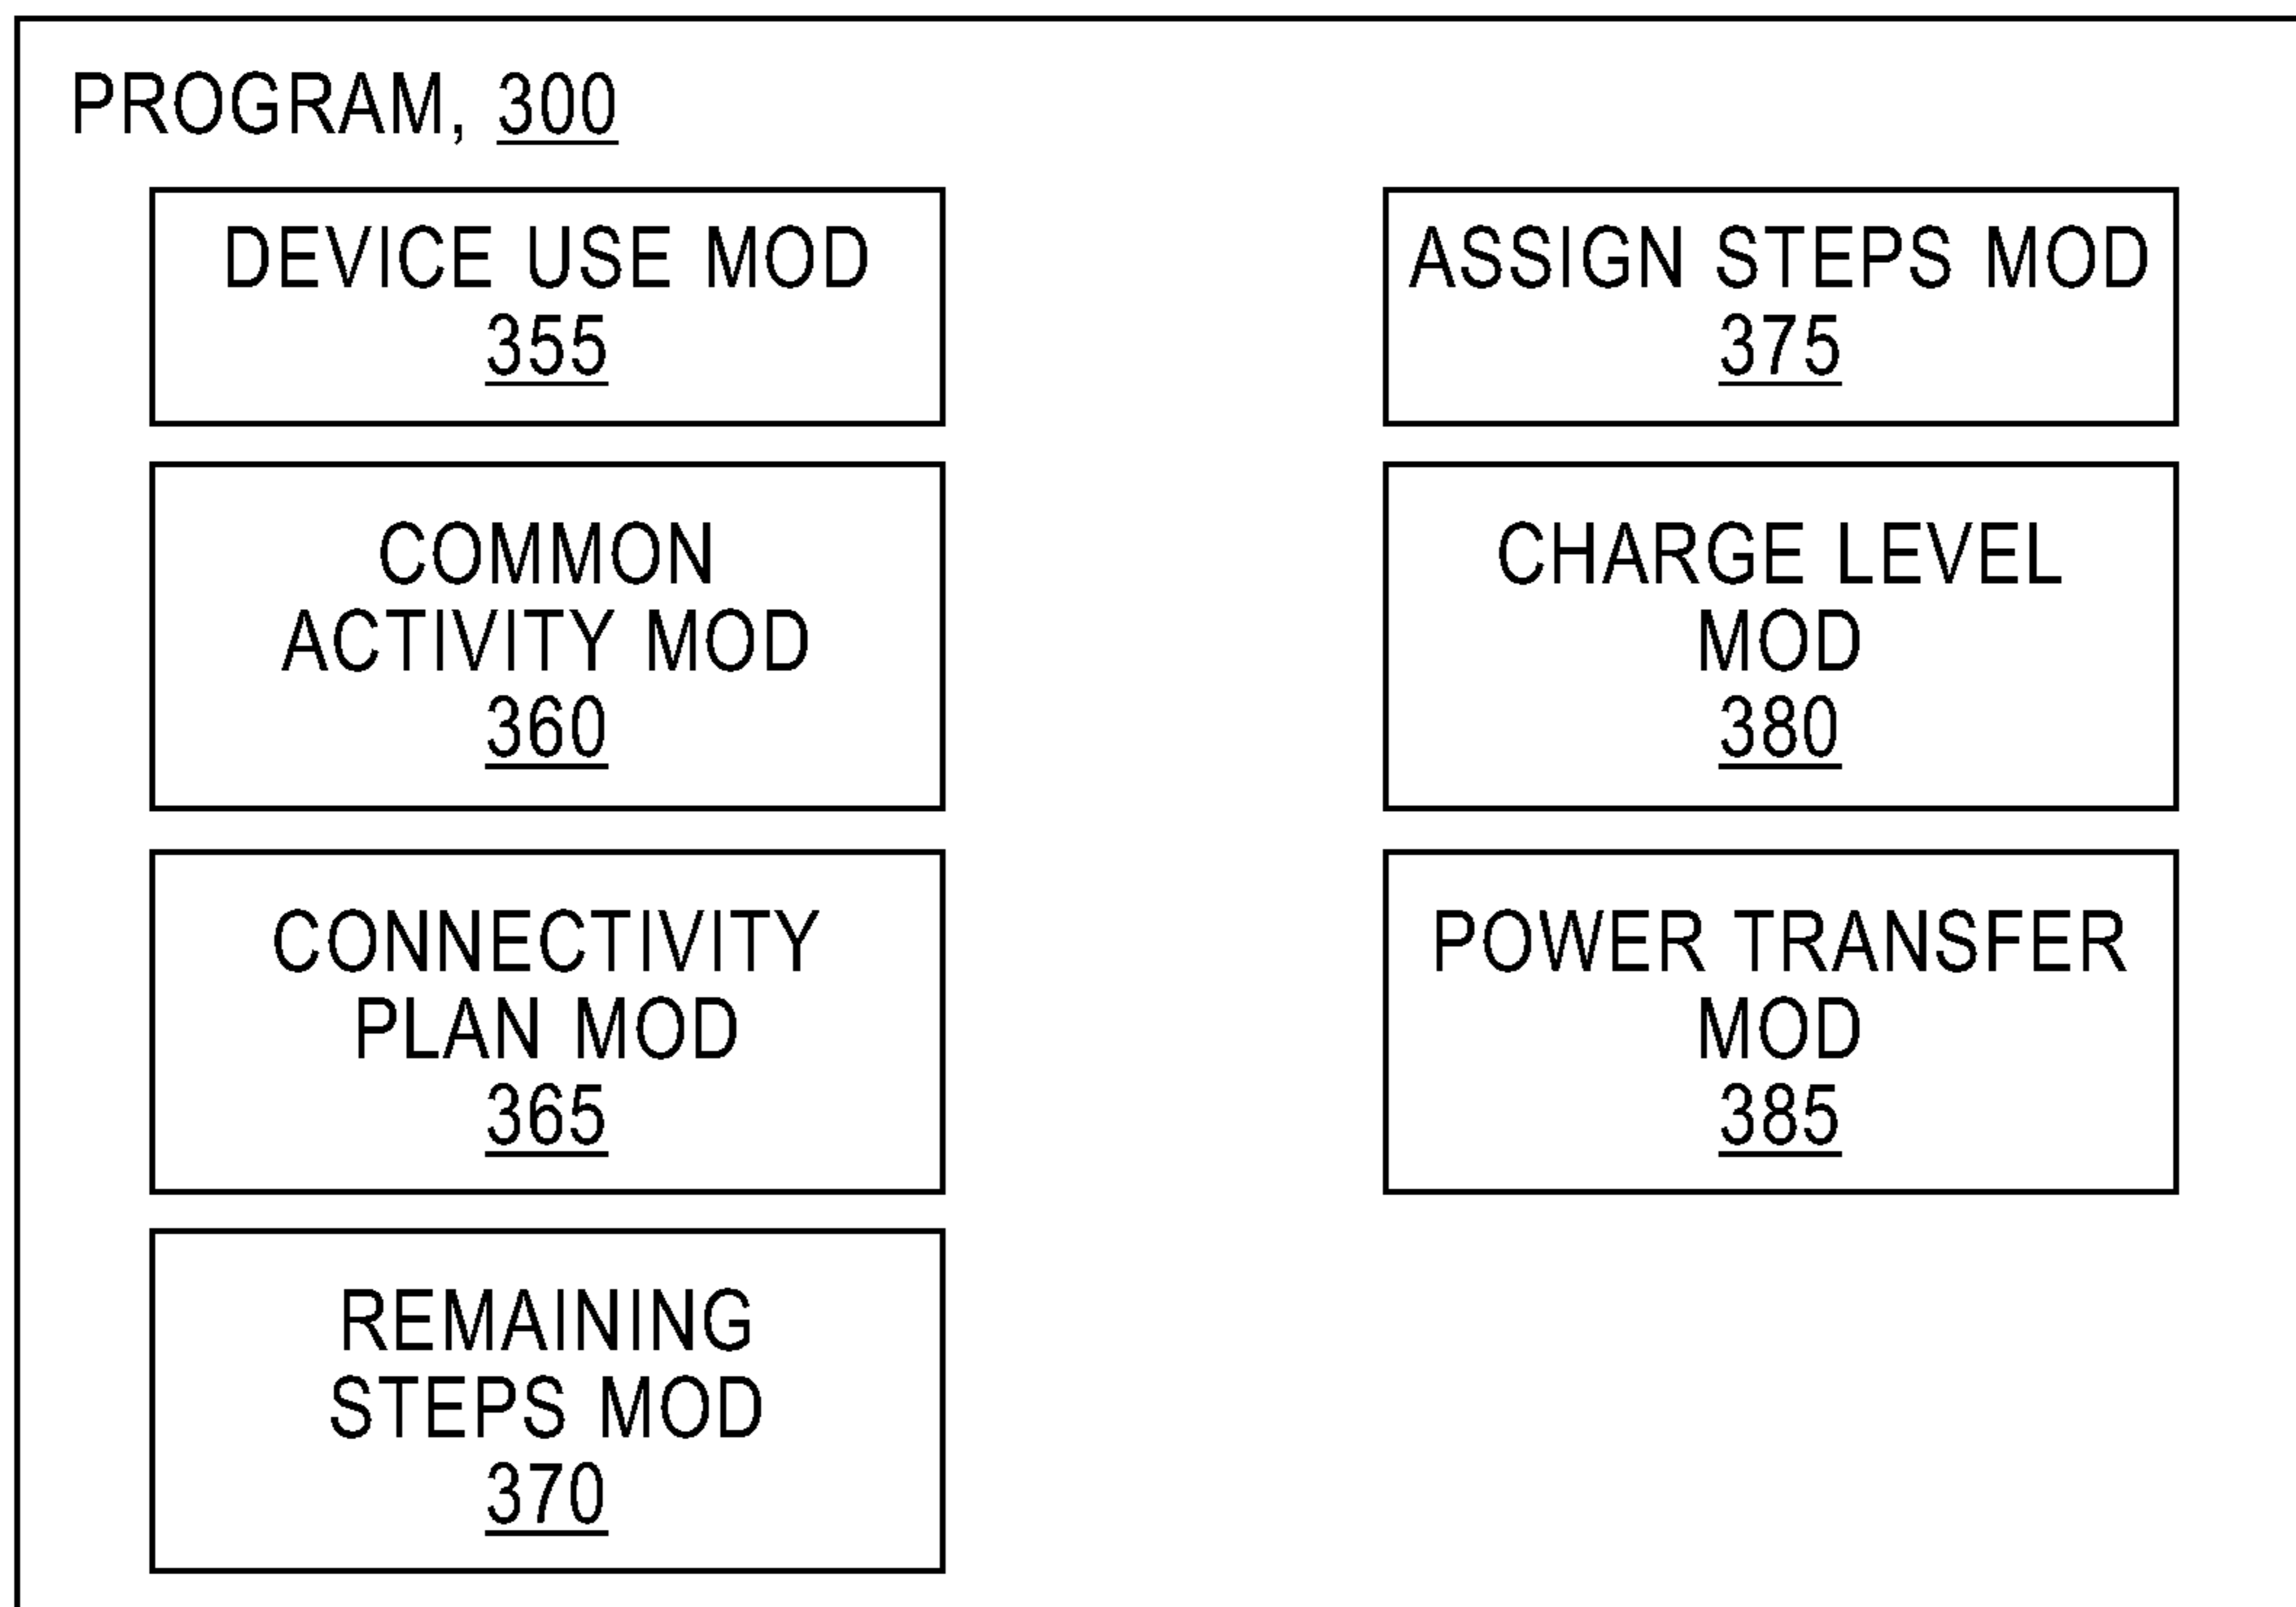 PROGRAM, 300
DEVICE USE MOD
355
COMMON
ACTIVITY MOD
360
CONNECTIVITY
PLAN MOD
365
REMAINING
STEPS MOD
370
ASSIGN STEPS MOD
375
CHARGE LEVEL
MOD
380
POWER TRANSFER
MOD
385